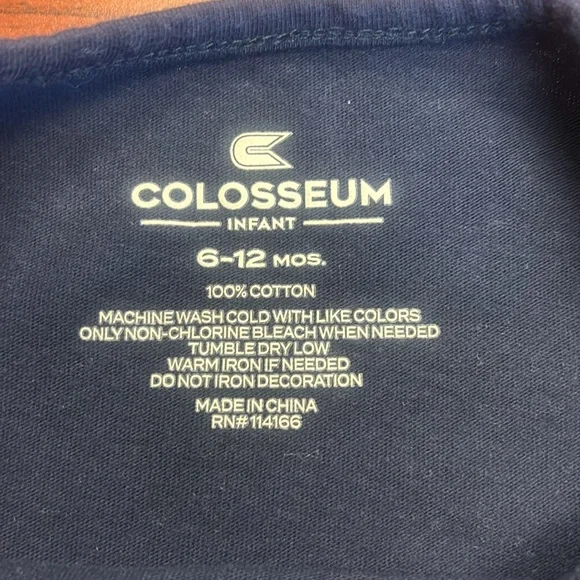 COLOSSEUM
INFANT
6-12 MOS.
100% COTTON
MACHINE WASH COLD WITH LIKE COLORS
ONLY NON-CHLORINE BLEACH WHEN NEEDED
TUMBLE DRY LOW
WARM IRON IF NEEDED
DO NOT IRON DECORATION
MADE IN CHINA
RN# 114166